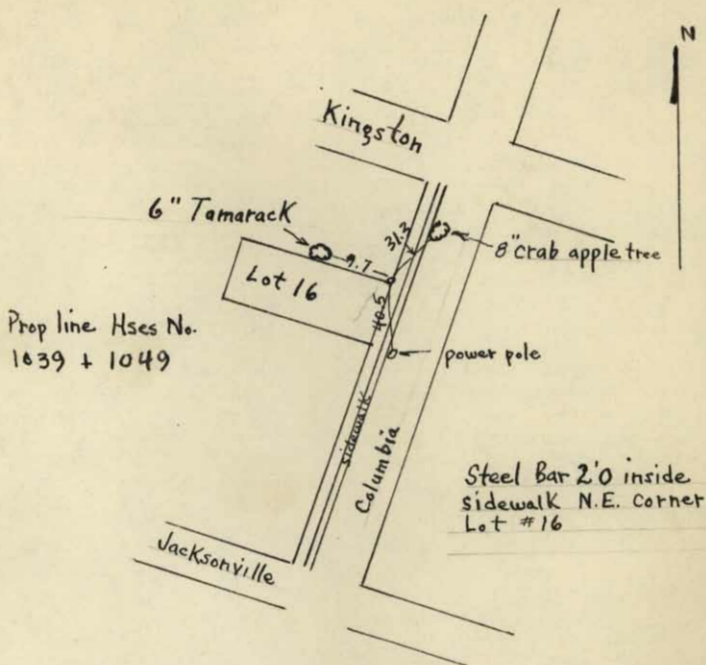 N
Kingston
6" Tamarack
31.3
8" crab apple tree
9.7
Lot 16
40.5
Prop line Hses No.
1039 + 1049
power pole
sidewalk
Columbia
Steel Bar 2'0 inside
sidewalk N.E. Corner
Lot #16
Jacksonville